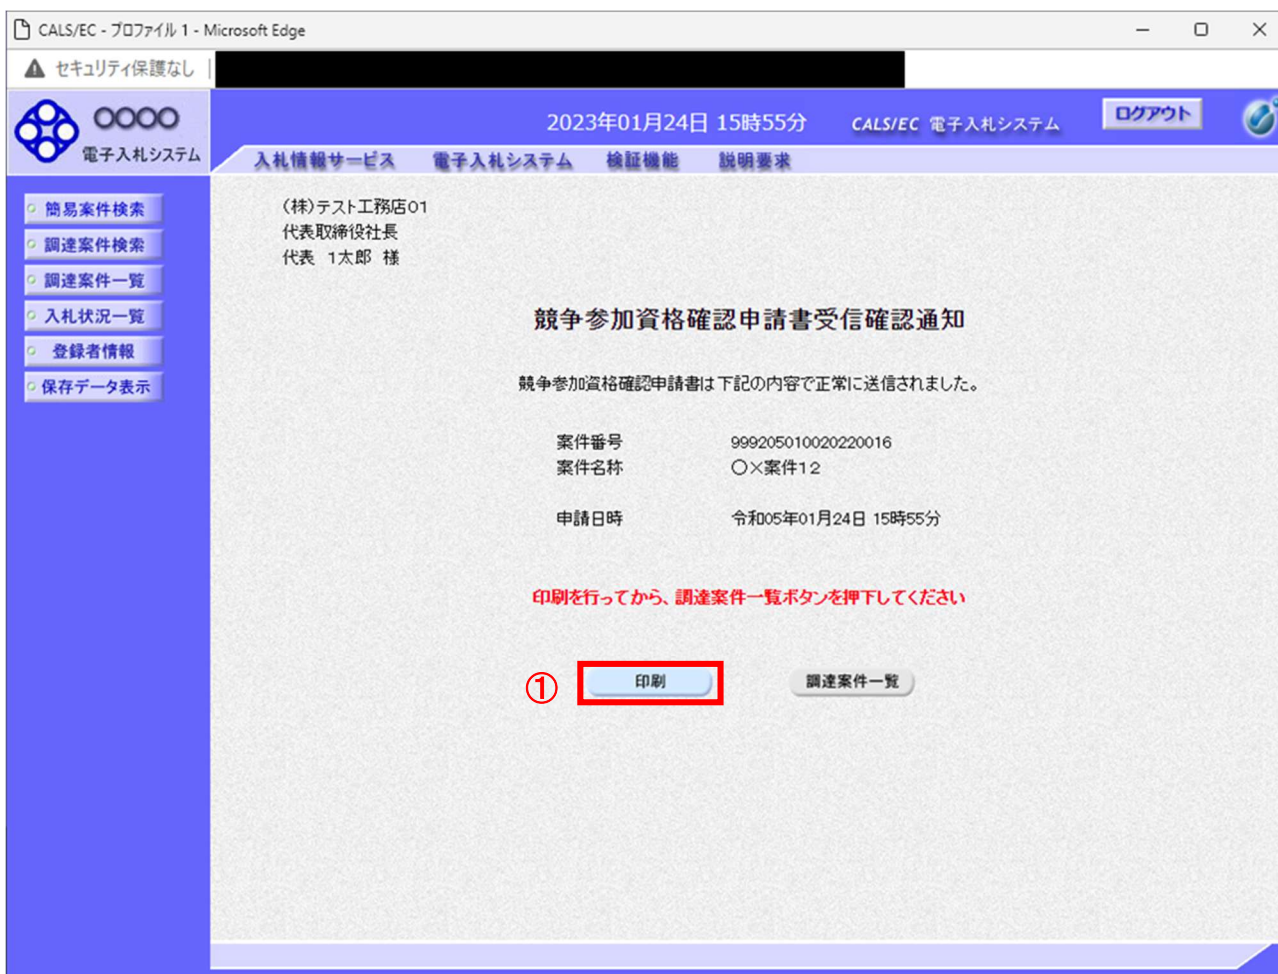 CALS/EC - プロファイル 1 - Microsoft Edge
セキュリティ保護なし
〇〇〇〇
電子入札システム
2023年01月24日 15時55分
CALS/EC 電子入札システム
ログアウト
入札情報サービス 電子入札システム 検証機能 説明要求
簡易案件検索
調達案件検索
調達案件一覧
入札状況一覧
登録者情報
保存データ表示
(株)テスト工務店01
代表取締役社長
代表 1太郎 様
競争参加資格確認申請書受信確認通知
競争参加資格確認申請書は下記の内容で正常に送信されました。
案件番号 999205010020220016
案件名称 〇×案件12
申請日時 令和05年01月24日 15時55分
印刷を行ってから、調達案件一覧ボタンを押下してください
① 印刷 調達案件一覧